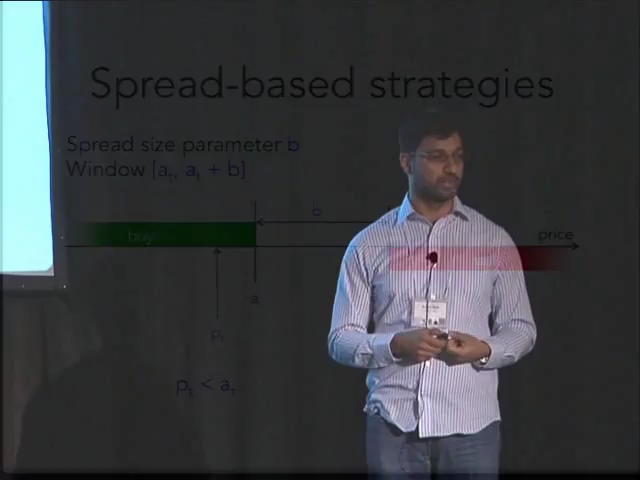 Spread-based strategies
Spread size parameter b
Window [aₜ, aₜ + b]
b
buy
price
a
pₜ
pₜ < aₜ